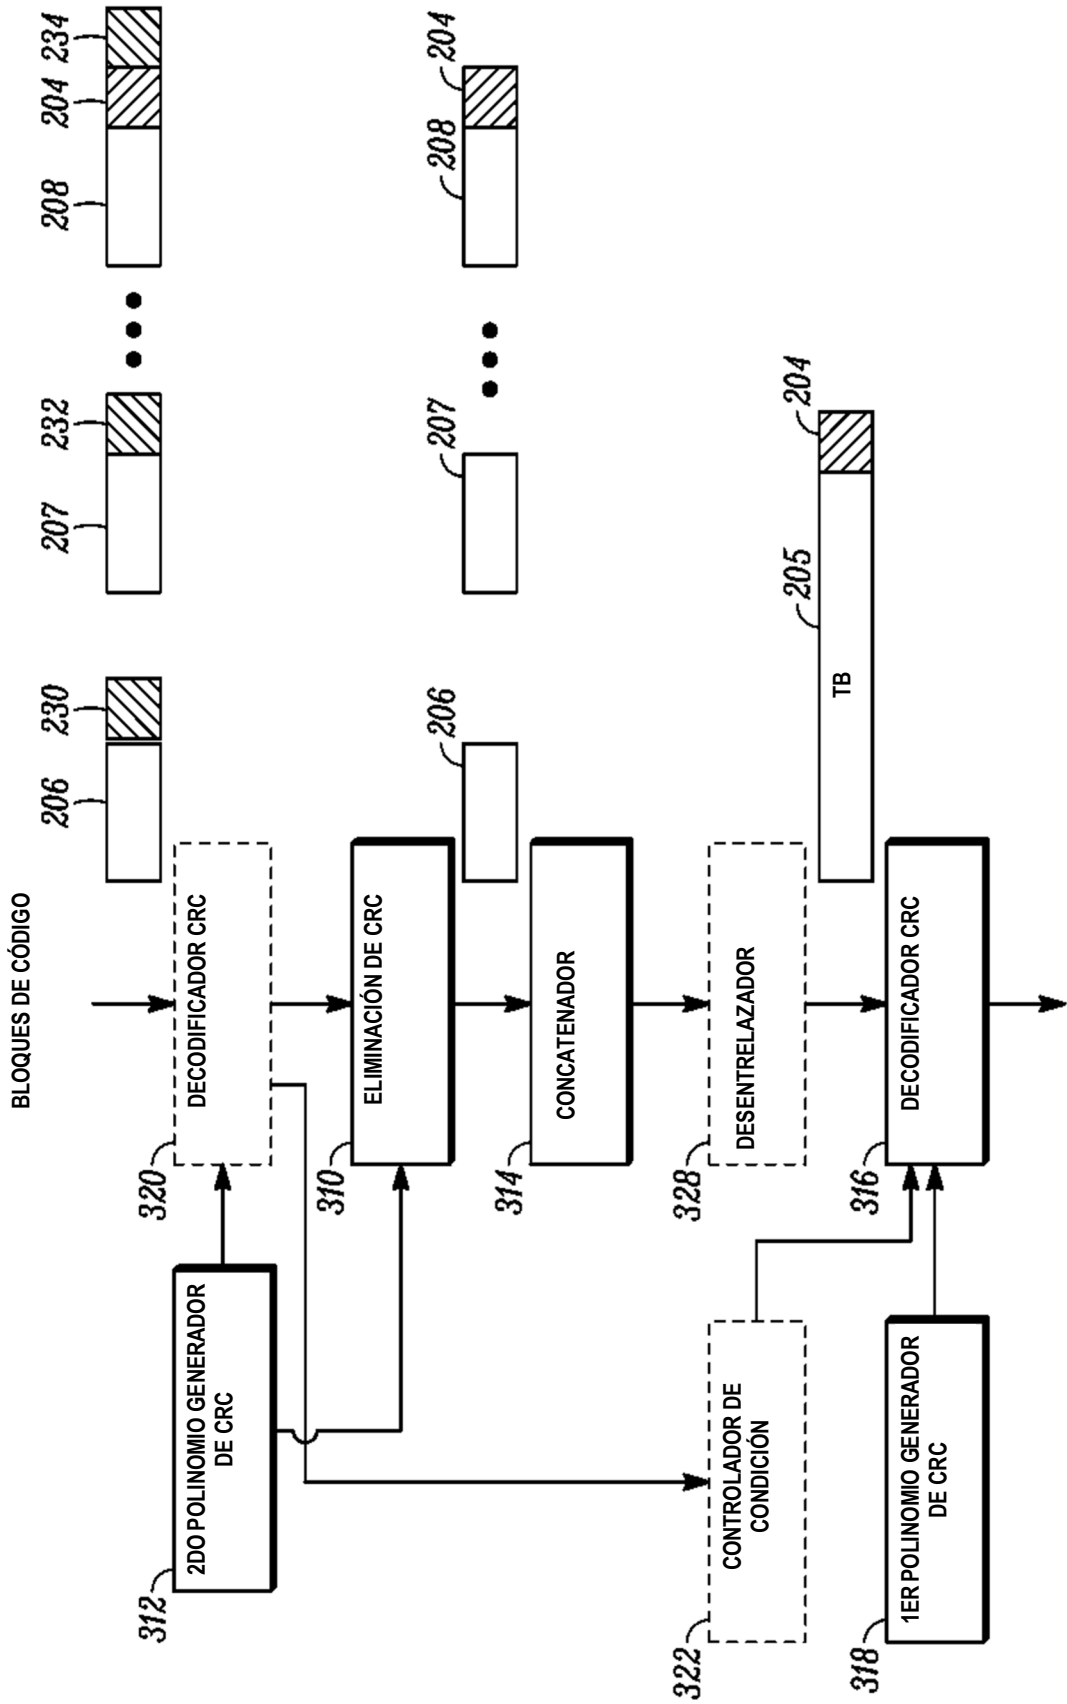 BLOQUES DE CÓDIGO
206
230
207
232
208
204
234
312
2DO POLINOMIO GENERADOR
DE CRC
320
DECODIFICADOR CRC
310
ELIMINACIÓN DE CRC
206
207
208
204
314
CONCATENADOR
322
CONTROLADOR DE
CONDICIÓN
328
DESENTRELAZADOR
TB
205
204
318
1ER POLINOMIO GENERADOR
DE CRC
316
DECODIFICADOR CRC